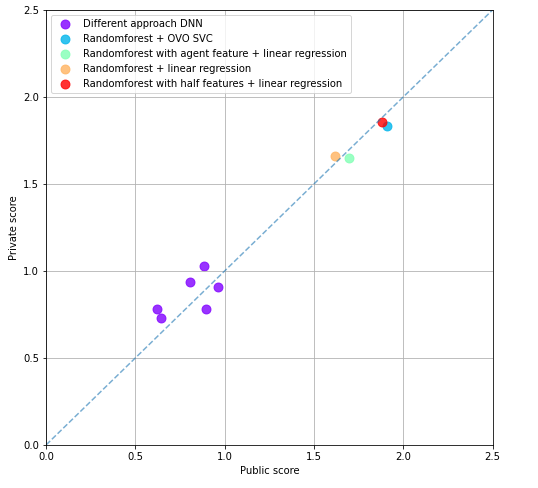 Different approach DNN
Randomforest + OVO SVC
Randomforest with agent feature + linear regression
Randomforest + linear regression
Randomforest with half features + linear regression
2.5
2.0
1.5
1.0
0.5
0.0
Private score
0.0 0.5 1.0 1.5 2.0 2.5
Public score